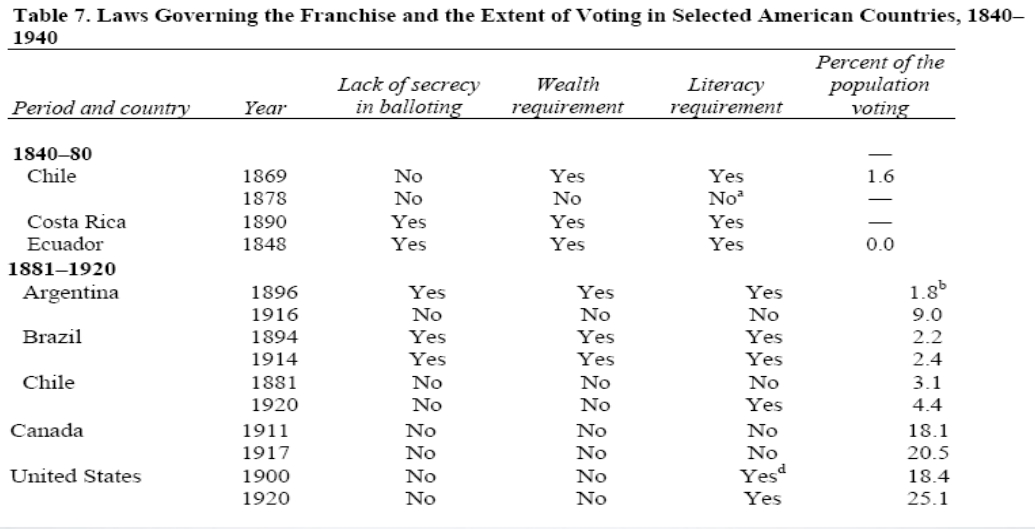 Table 7. Laws Governing the Franchise and the Extent of Voting in Selected American Countries, 1840–
1940
Period and country Year Lack of secrecy in balloting Wealth requirement Literacy requirement Percent of the population voting
1840–80 —
Chile 1869 No Yes Yes 1.6
1878 No No Noᵃ —
Costa Rica 1890 Yes Yes Yes —
Ecuador 1848 Yes Yes Yes 0.0
1881–1920
Argentina 1896 Yes Yes Yes 1.8ᵇ
1916 No No No 9.0
Brazil 1894 Yes Yes Yes 2.2
1914 Yes Yes Yes 2.4
Chile 1881 No No No 3.1
1920 No No Yes 4.4
Canada 1911 No No No 18.1
1917 No No No 20.5
United States 1900 No No Yesᵈ 18.4
1920 No No Yes 25.1